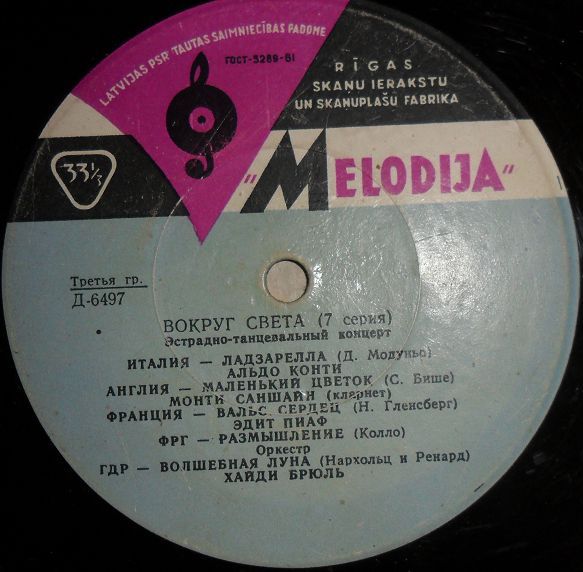 LATVIJAS PSR TAUTAS SAIMNIECĪBAS PADOME
ГОСТ-5289-61
RĪGAS
SKAŅU IERAKSTU
UN SKAŅUPLAŠU FABRIKA
33⅓
"MELODIJA"
Третья гр.
Д-6497
ВОКРУГ СВЕТА (7 серия)
Эстрадно-танцевальный концерт
ИТАЛИЯ — ЛАДЗАРЕЛЛА (Д. Модуньо)
АЛЬДО КОНТИ
АНГЛИЯ — МАЛЕНЬКИЙ ЦВЕТОК (С. Бише)
МОНТИ САНШАЙН (кларнет)
ФРАНЦИЯ — ВАЛЬС СЕРДЕЦ (Н. Гленсберг)
ЭДИТ ПИАФ
ФРГ — РАЗМЫШЛЕНИЕ (Колло)
Оркестр
ГДР — ВОЛШЕБНАЯ ЛУНА (Нархольц и Ренард)
ХАЙДИ БРЮЛЬ